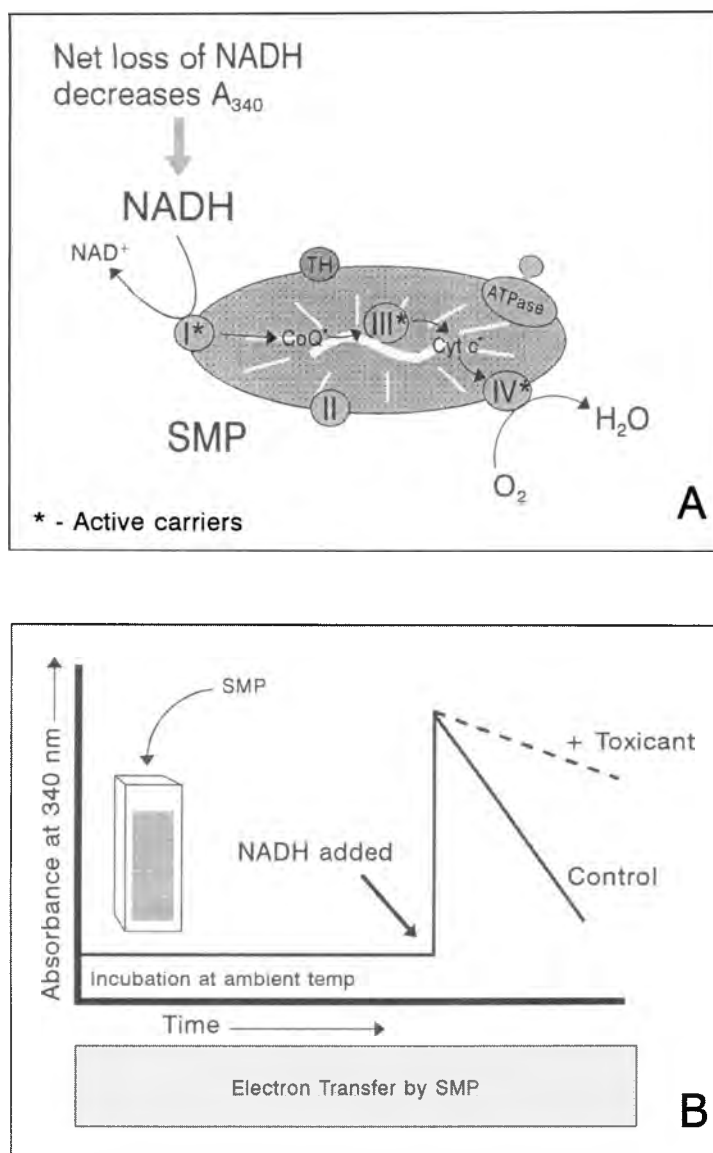 Net loss of NADH
decreases A₃₄₀
NADH
NAD⁺
TH
ATPase
I*
CoQ*
III*
Cyt c*
II
IV*
SMP
H₂O
O₂
* - Active carriers
A
Absorbance at 340 nm
SMP
+ Toxicant
NADH added
Control
Incubation at ambient temp
Time
Electron Transfer by SMP
B